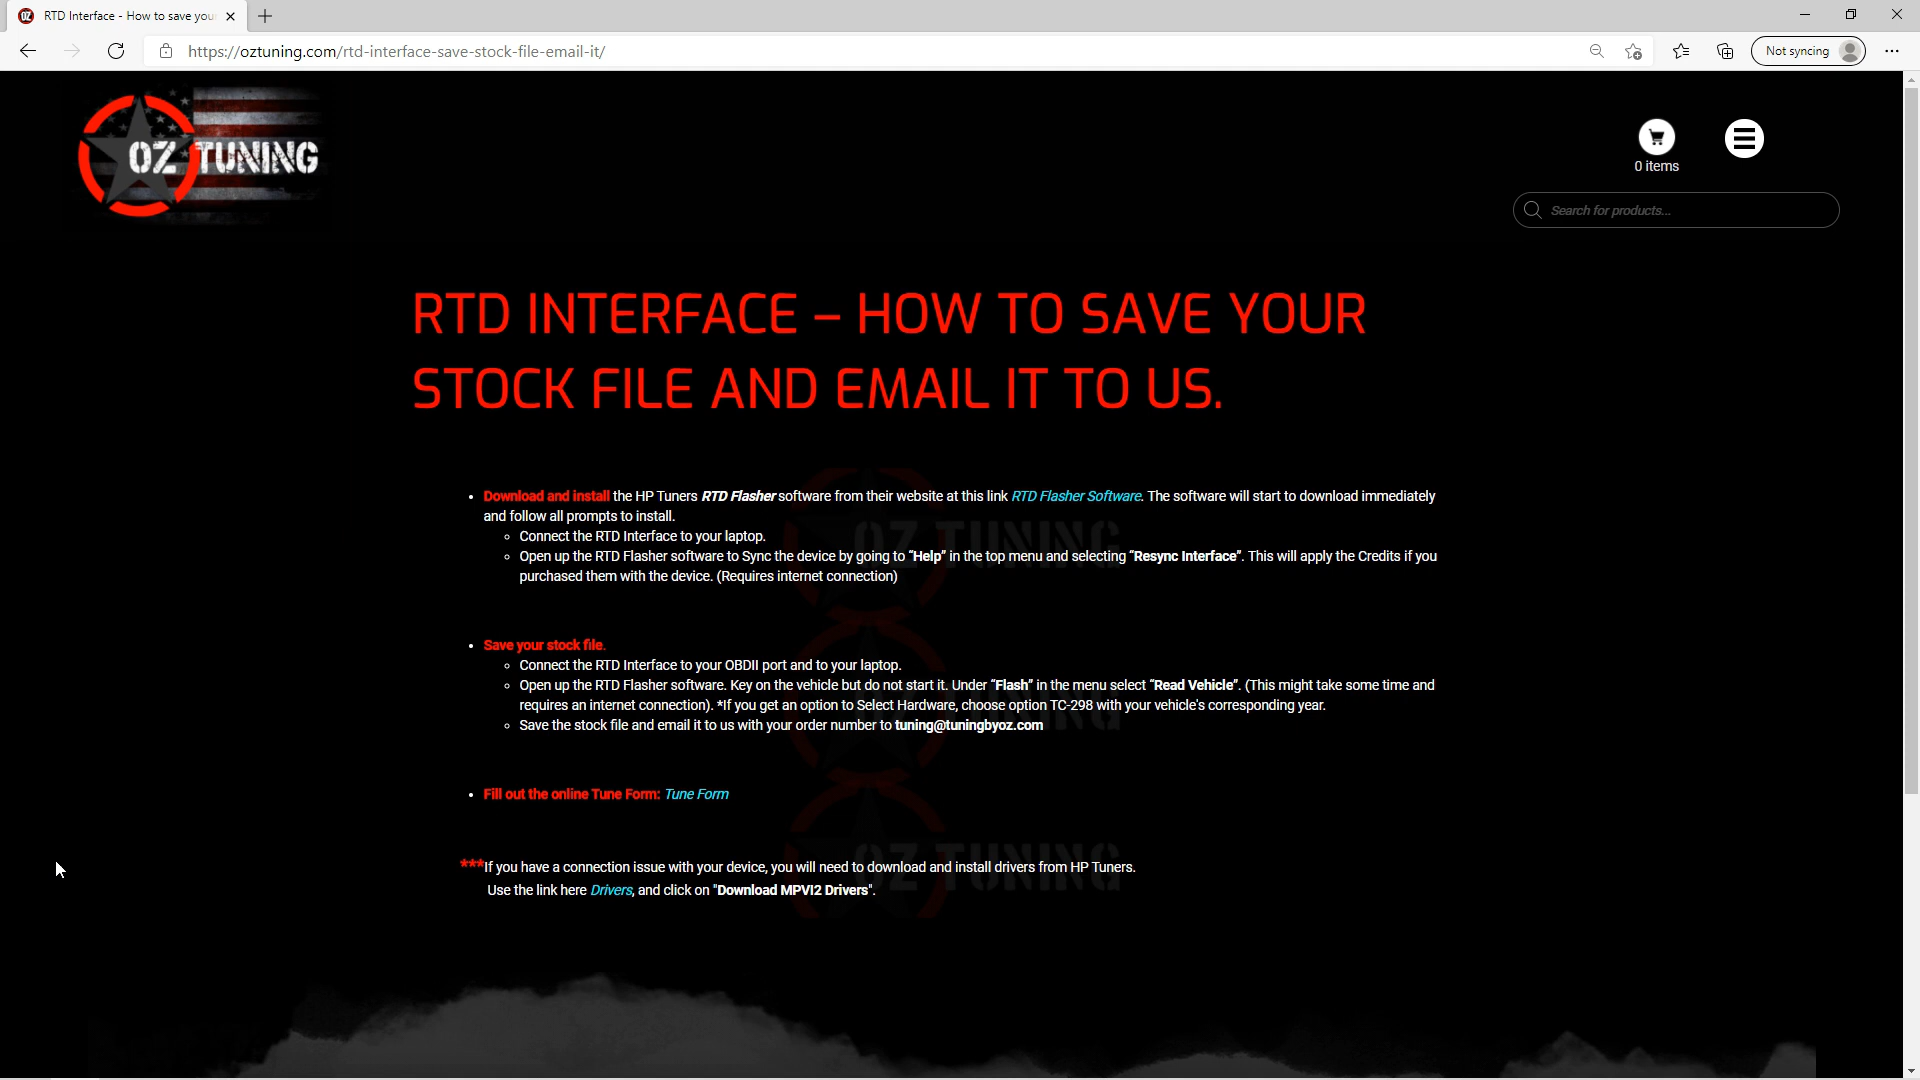 RTD Interface - How to save your
https://oztuning.com/rtd-interface-save-stock-file-email-it/
Not syncing
OZ TUNING
0 items
Search for products...
RTD INTERFACE – HOW TO SAVE YOUR
STOCK FILE AND EMAIL IT TO US.
• Download and install the HP Tuners RTD Flasher software from their website at this link RTD Flasher Software. The software will start to download immediately
and follow all prompts to install.
◦ Connect the RTD Interface to your laptop.
◦ Open up the RTD Flasher software to Sync the device by going to “Help” in the top menu and selecting “Resync Interface”. This will apply the Credits if you
purchased them with the device. (Requires internet connection)
• Save your stock file.
◦ Connect the RTD Interface to your OBDII port and to your laptop.
◦ Open up the RTD Flasher software. Key on the vehicle but do not start it. Under “Flash” in the menu select “Read Vehicle”. (This might take some time and
requires an internet connection). *If you get an option to Select Hardware, choose option TC-298 with your vehicle's corresponding year.
◦ Save the stock file and email it to us with your order number to tuning@tuningbyoz.com
• Fill out the online Tune Form: Tune Form
***If you have a connection issue with your device, you will need to download and install drivers from HP Tuners.
Use the link here Drivers, and click on "Download MPVI2 Drivers".
OZ TUNING
OZ TUNING
OZ TUNING